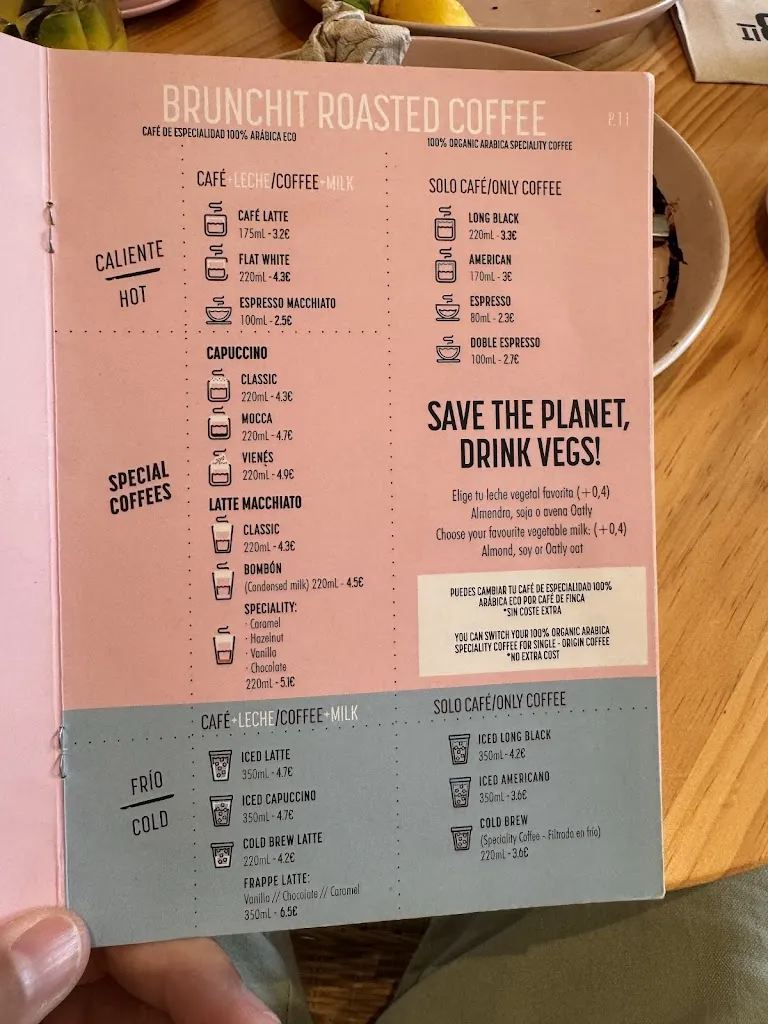 BRUNCHIT ROASTED COFFEE
P.11
CAFÉ DE ESPECIALIDAD 100% ARÁBICA ECO
100% ORGANIC ARABICA SPECIALITY COFFEE
CALIENTE
HOT
CAFÉ+LECHE/COFFEE+MILK
CAFÉ LATTE
175mL - 3.2€
FLAT WHITE
220mL - 4.3€
ESPRESSO MACCHIATO
100mL - 2.5€
SOLO CAFÉ/ONLY COFFEE
LONG BLACK
220mL - 3.3€
AMERICAN
170mL - 3€
ESPRESSO
80mL - 2.3€
DOBLE ESPRESSO
100mL - 2.7€
SPECIAL
COFFEES
CAPUCCINO
CLASSIC
220mL - 4.3€
MOCCA
220mL - 4.7€
VIENÉS
220mL - 4.9€
LATTE MACCHIATO
CLASSIC
220mL - 4.3€
BOMBÓN
(Condensed milk) 220mL - 4.5€
SPECIALITY:
· Caramel
· Hazelnut
· Vanilla
· Chocolate
220mL - 5.1€
SAVE THE PLANET,
DRINK VEGS!
Elige tu leche vegetal favorita (+0,4)
Almendra, soja o avena Oatly
Choose your favourite vegetable milk: (+0,4)
Almond, soy or Oatly oat
PUEDES CAMBIAR TU CAFÉ DE ESPECIALIDAD 100%
ARÁBICA ECO POR CAFÉ DE FINCA
*SIN COSTE EXTRA
YOU CAN SWITCH YOUR 100% ORGANIC ARABICA
SPECIALITY COFFEE FOR SINGLE - ORIGIN COFFEE
*NO EXTRA COST
FRÍO
COLD
CAFÉ+LECHE/COFFEE+MILK
ICED LATTE
350mL - 4.7€
ICED CAPUCCINO
350mL - 4.7€
COLD BREW LATTE
220mL - 4.2€
FRAPPE LATTE:
Vanilla // Chocolate // Caramel
350mL - 6.5€
SOLO CAFÉ/ONLY COFFEE
ICED LONG BLACK
350mL - 4.2€
ICED AMERICANO
350mL - 3.6€
COLD BREW
(Speciality Coffee - Filtrado en frío)
220mL - 3.6€